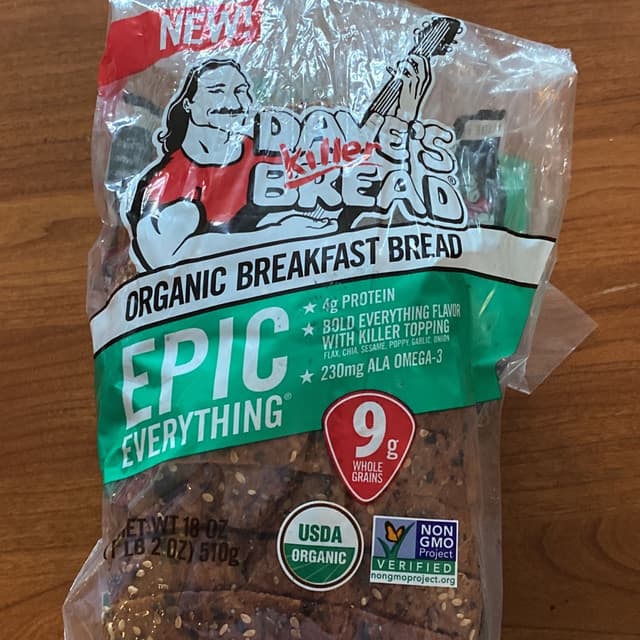 NEW!
DAVE'S
killer
BREAD®
ORGANIC BREAKFAST BREAD
EPIC
EVERYTHING®
★ 4g PROTEIN
★ BOLD EVERYTHING FLAVOR
WITH KILLER TOPPING
FLAX, CHIA, SESAME, POPPY, GARLIC, ONION
★ 230mg ALA OMEGA-3
9g
WHOLE
GRAINS
NET WT 18 OZ
(1 LB 2 OZ) 510g
USDA
ORGANIC
NON
GMO
Project
VERIFIED
nongmoproject.org